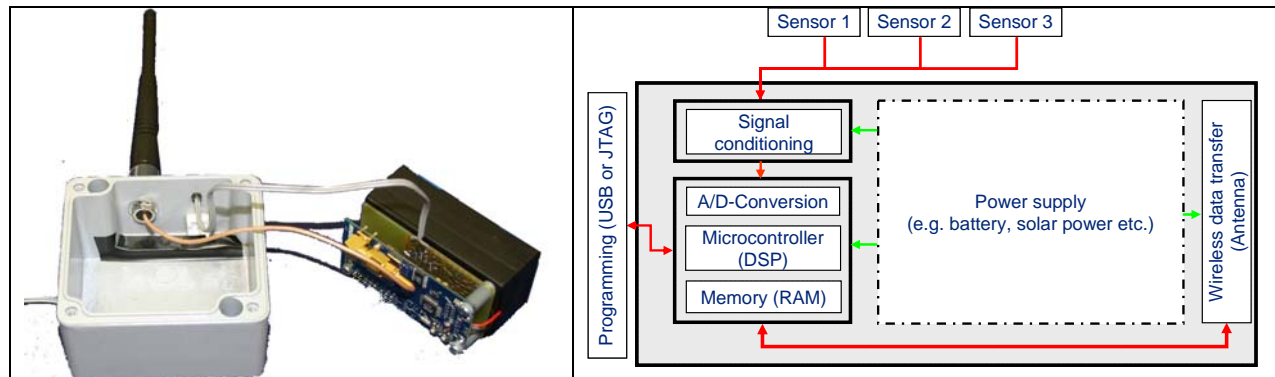 Sensor 1
Sensor 2
Sensor 3
Programming (USB or JTAG)
Signal
conditioning
A/D-Conversion
Microcontroller
(DSP)
Memory (RAM)
Power supply
(e.g. battery, solar power etc.)
Wireless data transfer
(Antenna)